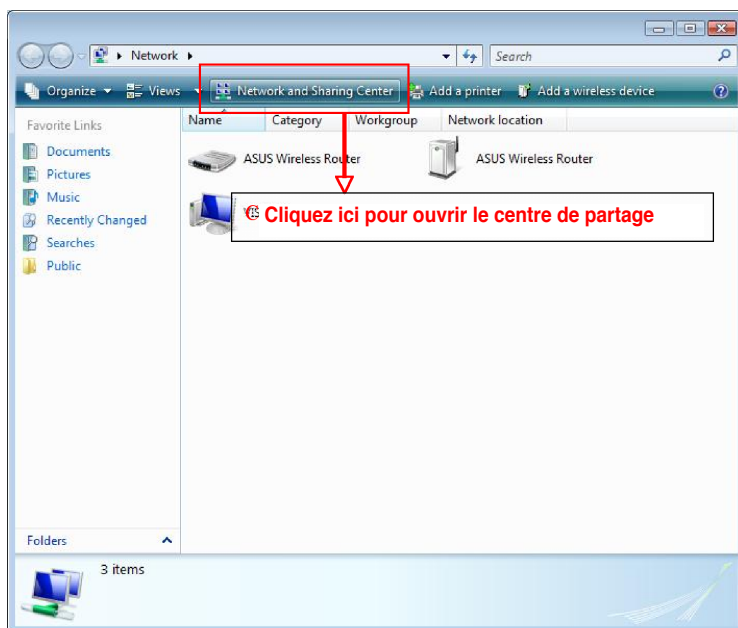 Network
Search
Organize Views Network and Sharing Center Add a printer Add a wireless device
Favorite Links
Documents
Pictures
Music
Recently Changed
Searches
Public
Name Category Workgroup Network location
ASUS Wireless Router ASUS Wireless Router
Cliquez ici pour ouvrir le centre de partage
Folders
3 items